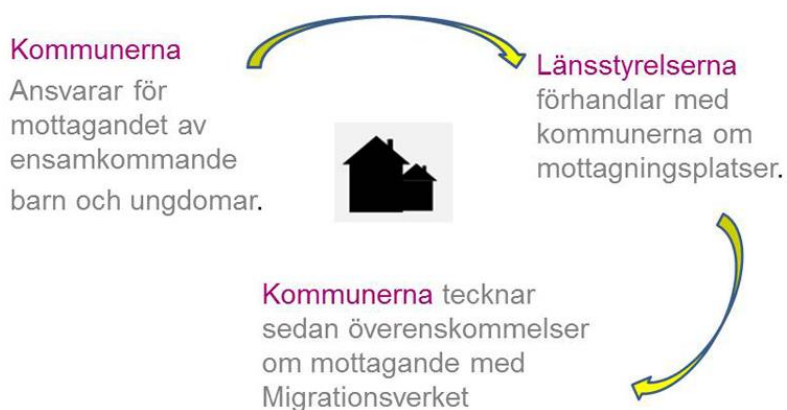 Kommunerna
Ansvarar för
mottagandet av
ensamkommande
barn och ungdomar.
Länsstyrelserna
förhandlar med
kommunerna om
mottagningsplatser.
Kommunerna tecknar
sedan överenskommelser
om mottagande med
Migrationsverket